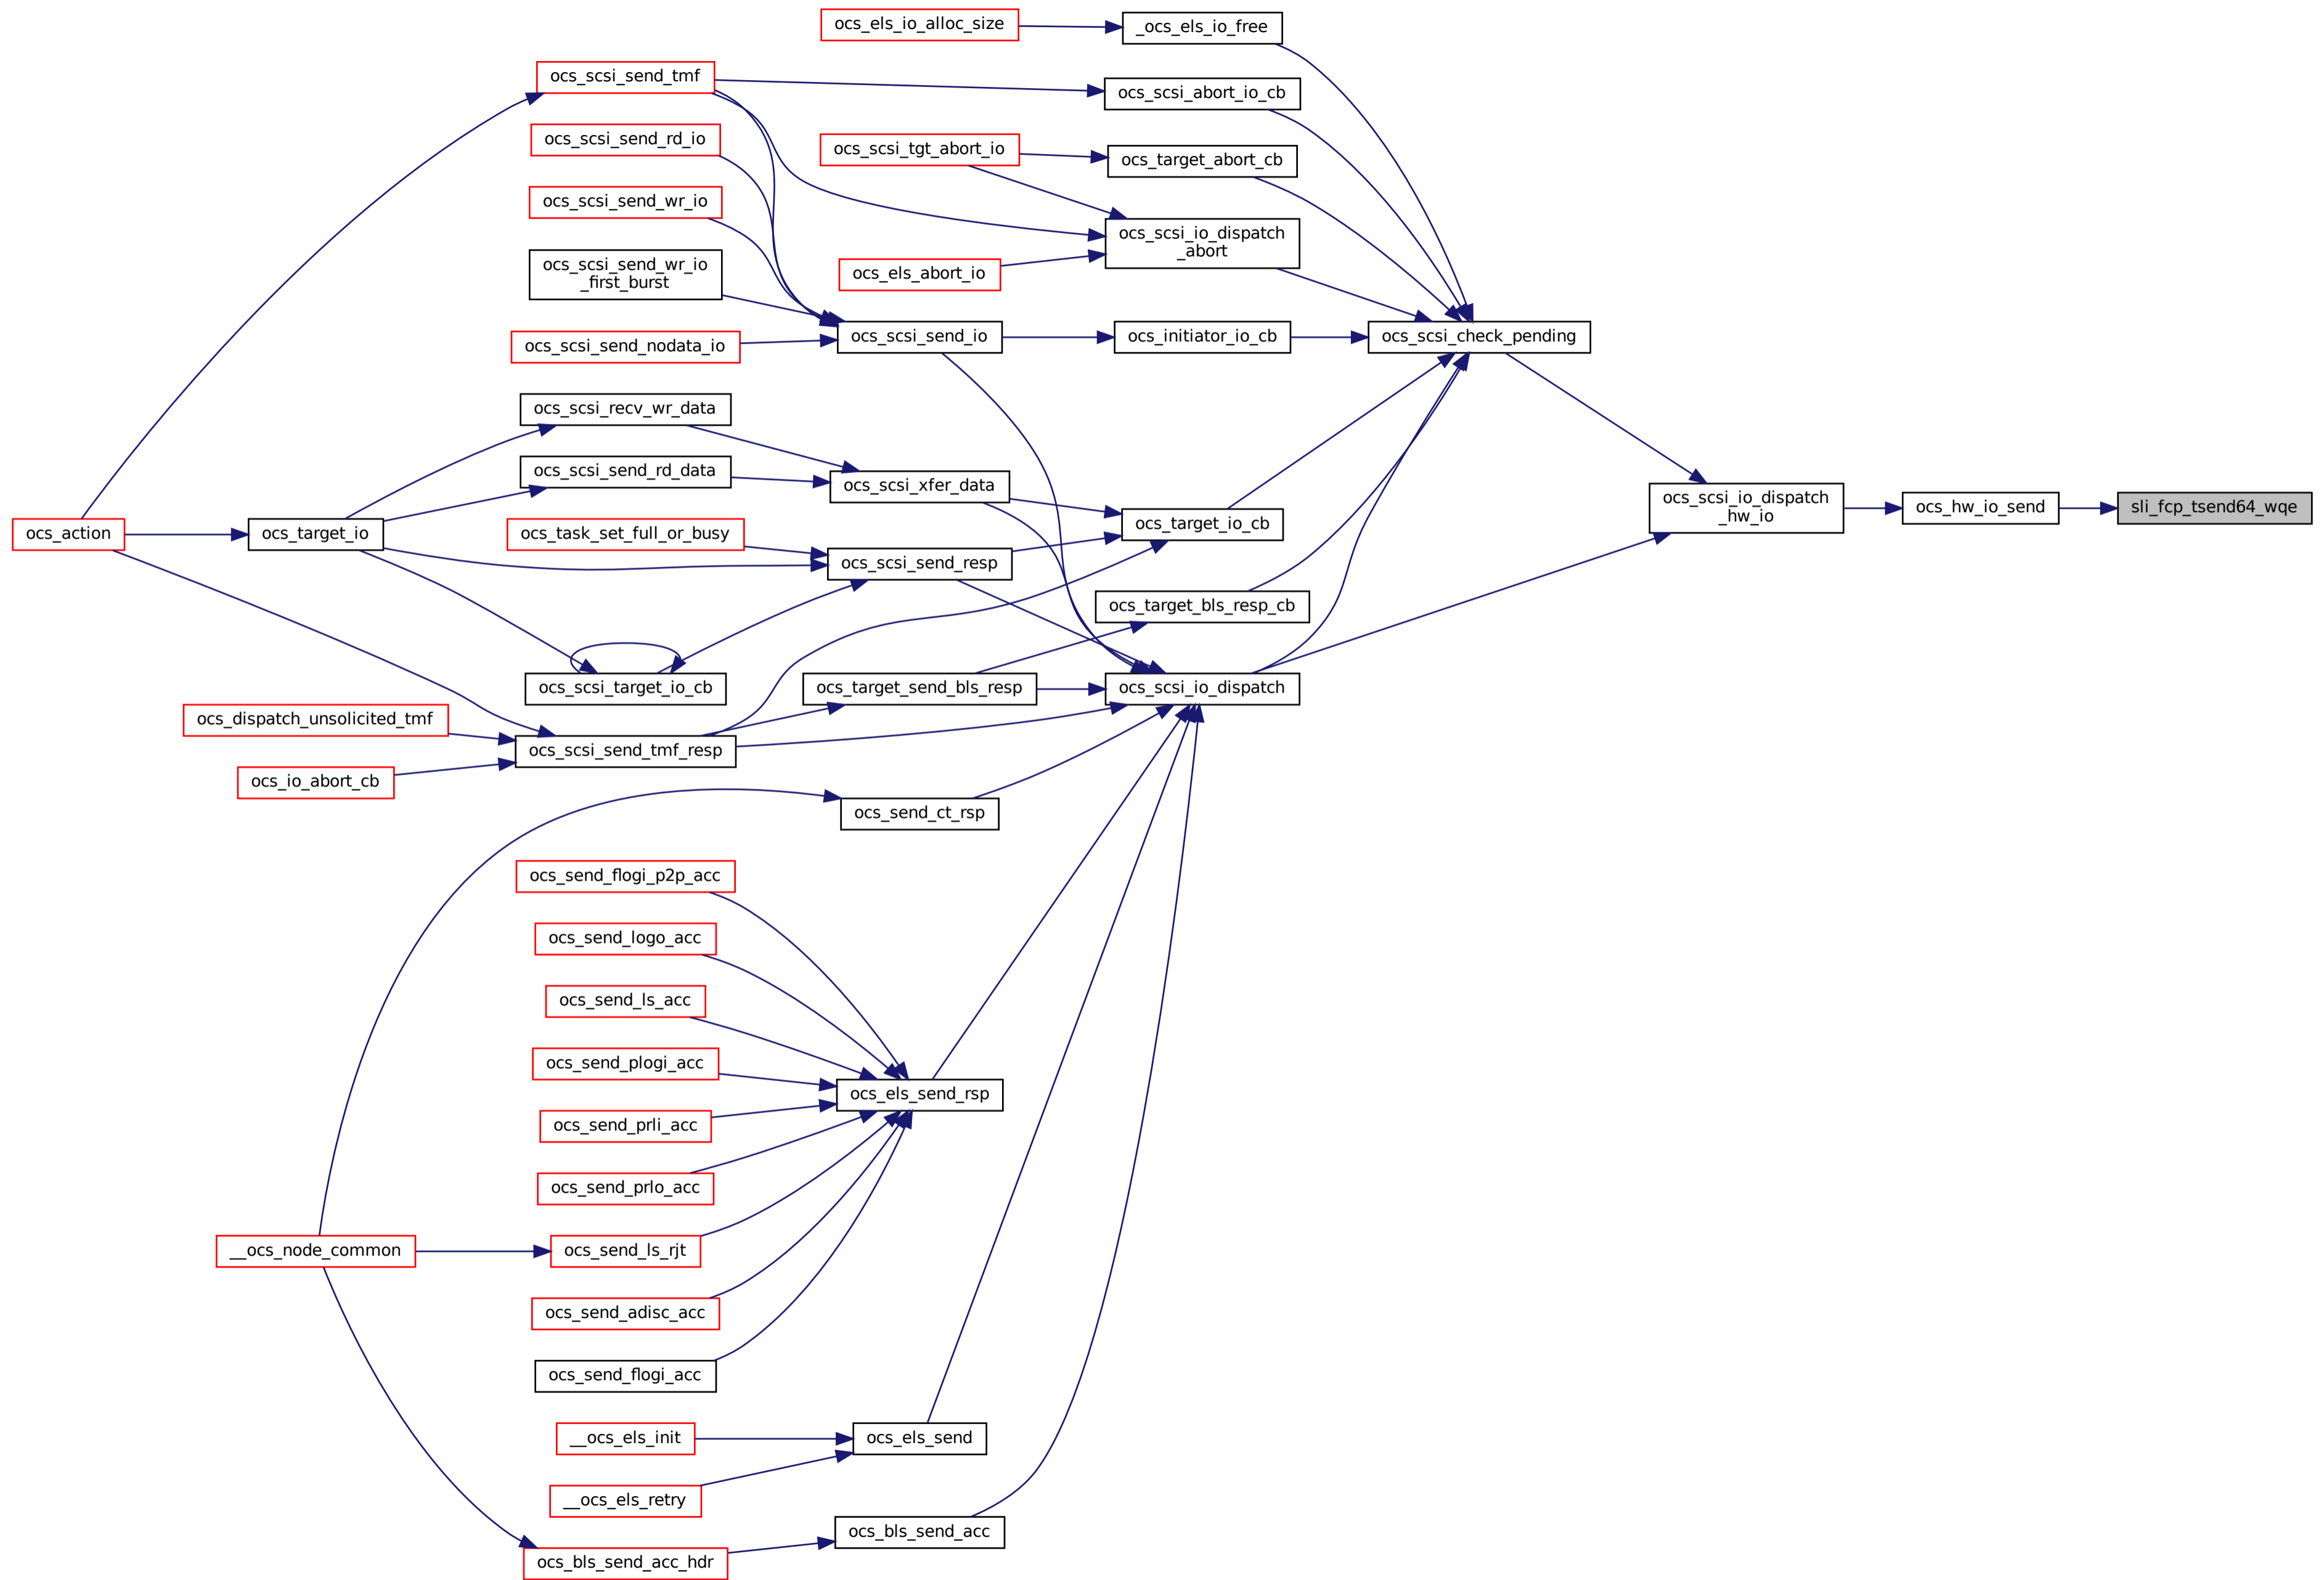 ocs_els_io_alloc_size
_ocs_els_io_free
ocs_scsi_send_tmf
ocs_scsi_abort_io_cb
ocs_scsi_send_rd_io
ocs_scsi_tgt_abort_io
ocs_target_abort_cb
ocs_scsi_send_wr_io
ocs_scsi_io_dispatch
_abort
ocs_scsi_send_wr_io
_first_burst
ocs_els_abort_io
ocs_scsi_send_nodata_io
ocs_scsi_send_io
ocs_initiator_io_cb
ocs_scsi_check_pending
ocs_scsi_recv_wr_data
ocs_scsi_send_rd_data
ocs_scsi_xfer_data
ocs_action
ocs_target_io
ocs_task_set_full_or_busy
ocs_target_io_cb
ocs_scsi_io_dispatch
_hw_io
ocs_hw_io_send
sli_fcp_tsend64_wqe
ocs_scsi_send_resp
ocs_target_bls_resp_cb
ocs_scsi_target_io_cb
ocs_target_send_bls_resp
ocs_scsi_io_dispatch
ocs_dispatch_unsolicited_tmf
ocs_scsi_send_tmf_resp
ocs_io_abort_cb
ocs_send_ct_rsp
ocs_send_flogi_p2p_acc
ocs_send_logo_acc
ocs_send_ls_acc
ocs_send_plogi_acc
ocs_els_send_rsp
ocs_send_prli_acc
ocs_send_prlo_acc
__ocs_node_common
ocs_send_ls_rjt
ocs_send_adisc_acc
ocs_send_flogi_acc
__ocs_els_init
ocs_els_send
__ocs_els_retry
ocs_bls_send_acc
ocs_bls_send_acc_hdr